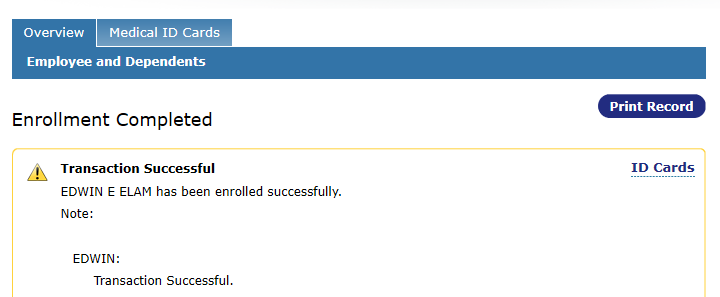 Overview
Medical ID Cards
Employee and Dependents
Print Record
Enrollment Completed
Transaction Successful
ID Cards
EDWIN E ELAM has been enrolled successfully.
Note:
EDWIN:
Transaction Successful.